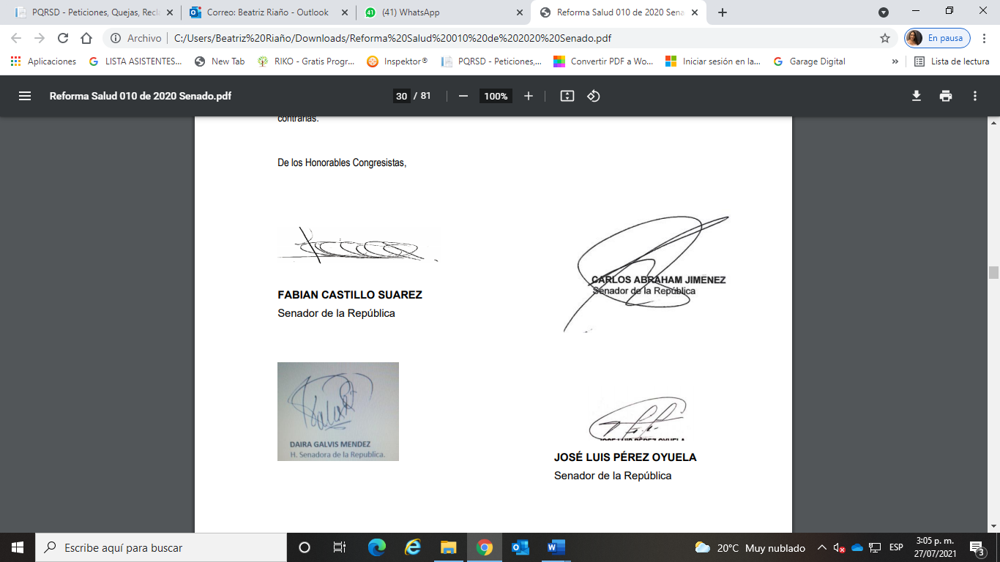 PQRSD - Peticiones, Quejas, Recl
Correo: Beatriz Riaño - Outlook
(41) WhatsApp
Reforma Salud 010 de 2020 Sena
Archivo
C:/Users/Beatriz%20Riaño/Downloads/Reforma%20Salud%20010%20de%202020%20Senado.pdf
En pausa
Aplicaciones
LISTA ASISTENTES...
New Tab
RIKO - Gratis Progr...
Inspektor®
PQRSD - Peticiones,...
Convertir PDF a Wo...
Iniciar sesión en la...
Garage Digital
»
Lista de lectura
Reforma Salud 010 de 2020 Senado.pdf
30 / 81
100%
contrarias.
De los Honorables Congresistas,
CARLOS ABRAHAM JIMÉNEZ
Senador de la República
FABIAN CASTILLO SUAREZ
Senador de la República
DAIRA GALVIS MENDEZ
H. Senadora de la Republica.
JOSE LUIS PÉREZ OYUELA
JOSÉ LUIS PÉREZ OYUELA
Senador de la República
Escribe aquí para buscar
20°C Muy nublado
ESP
3:05 p. m.
27/07/2021
3